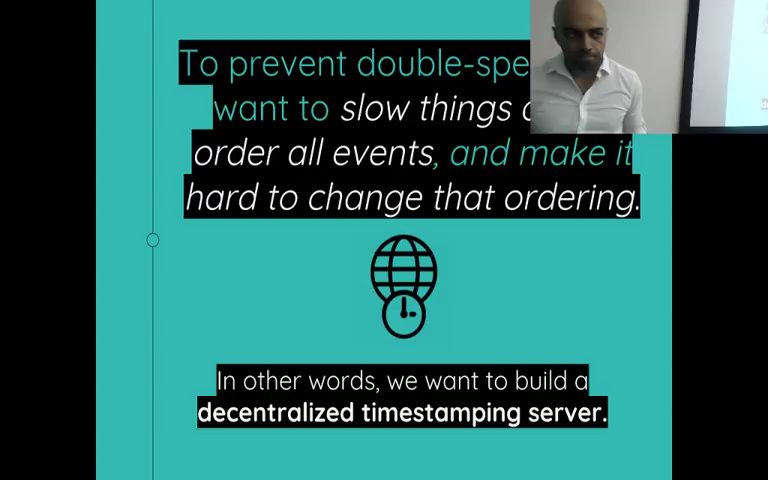 To prevent double-spe
want to slow things
order all events, and make it
hard to change that ordering.
In other words, we want to build a
decentralized timestamping server.